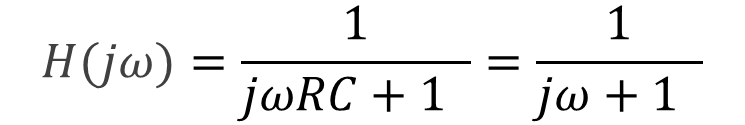 H(jω) = 1 / (jωRC + 1) = 1 / (jω + 1)